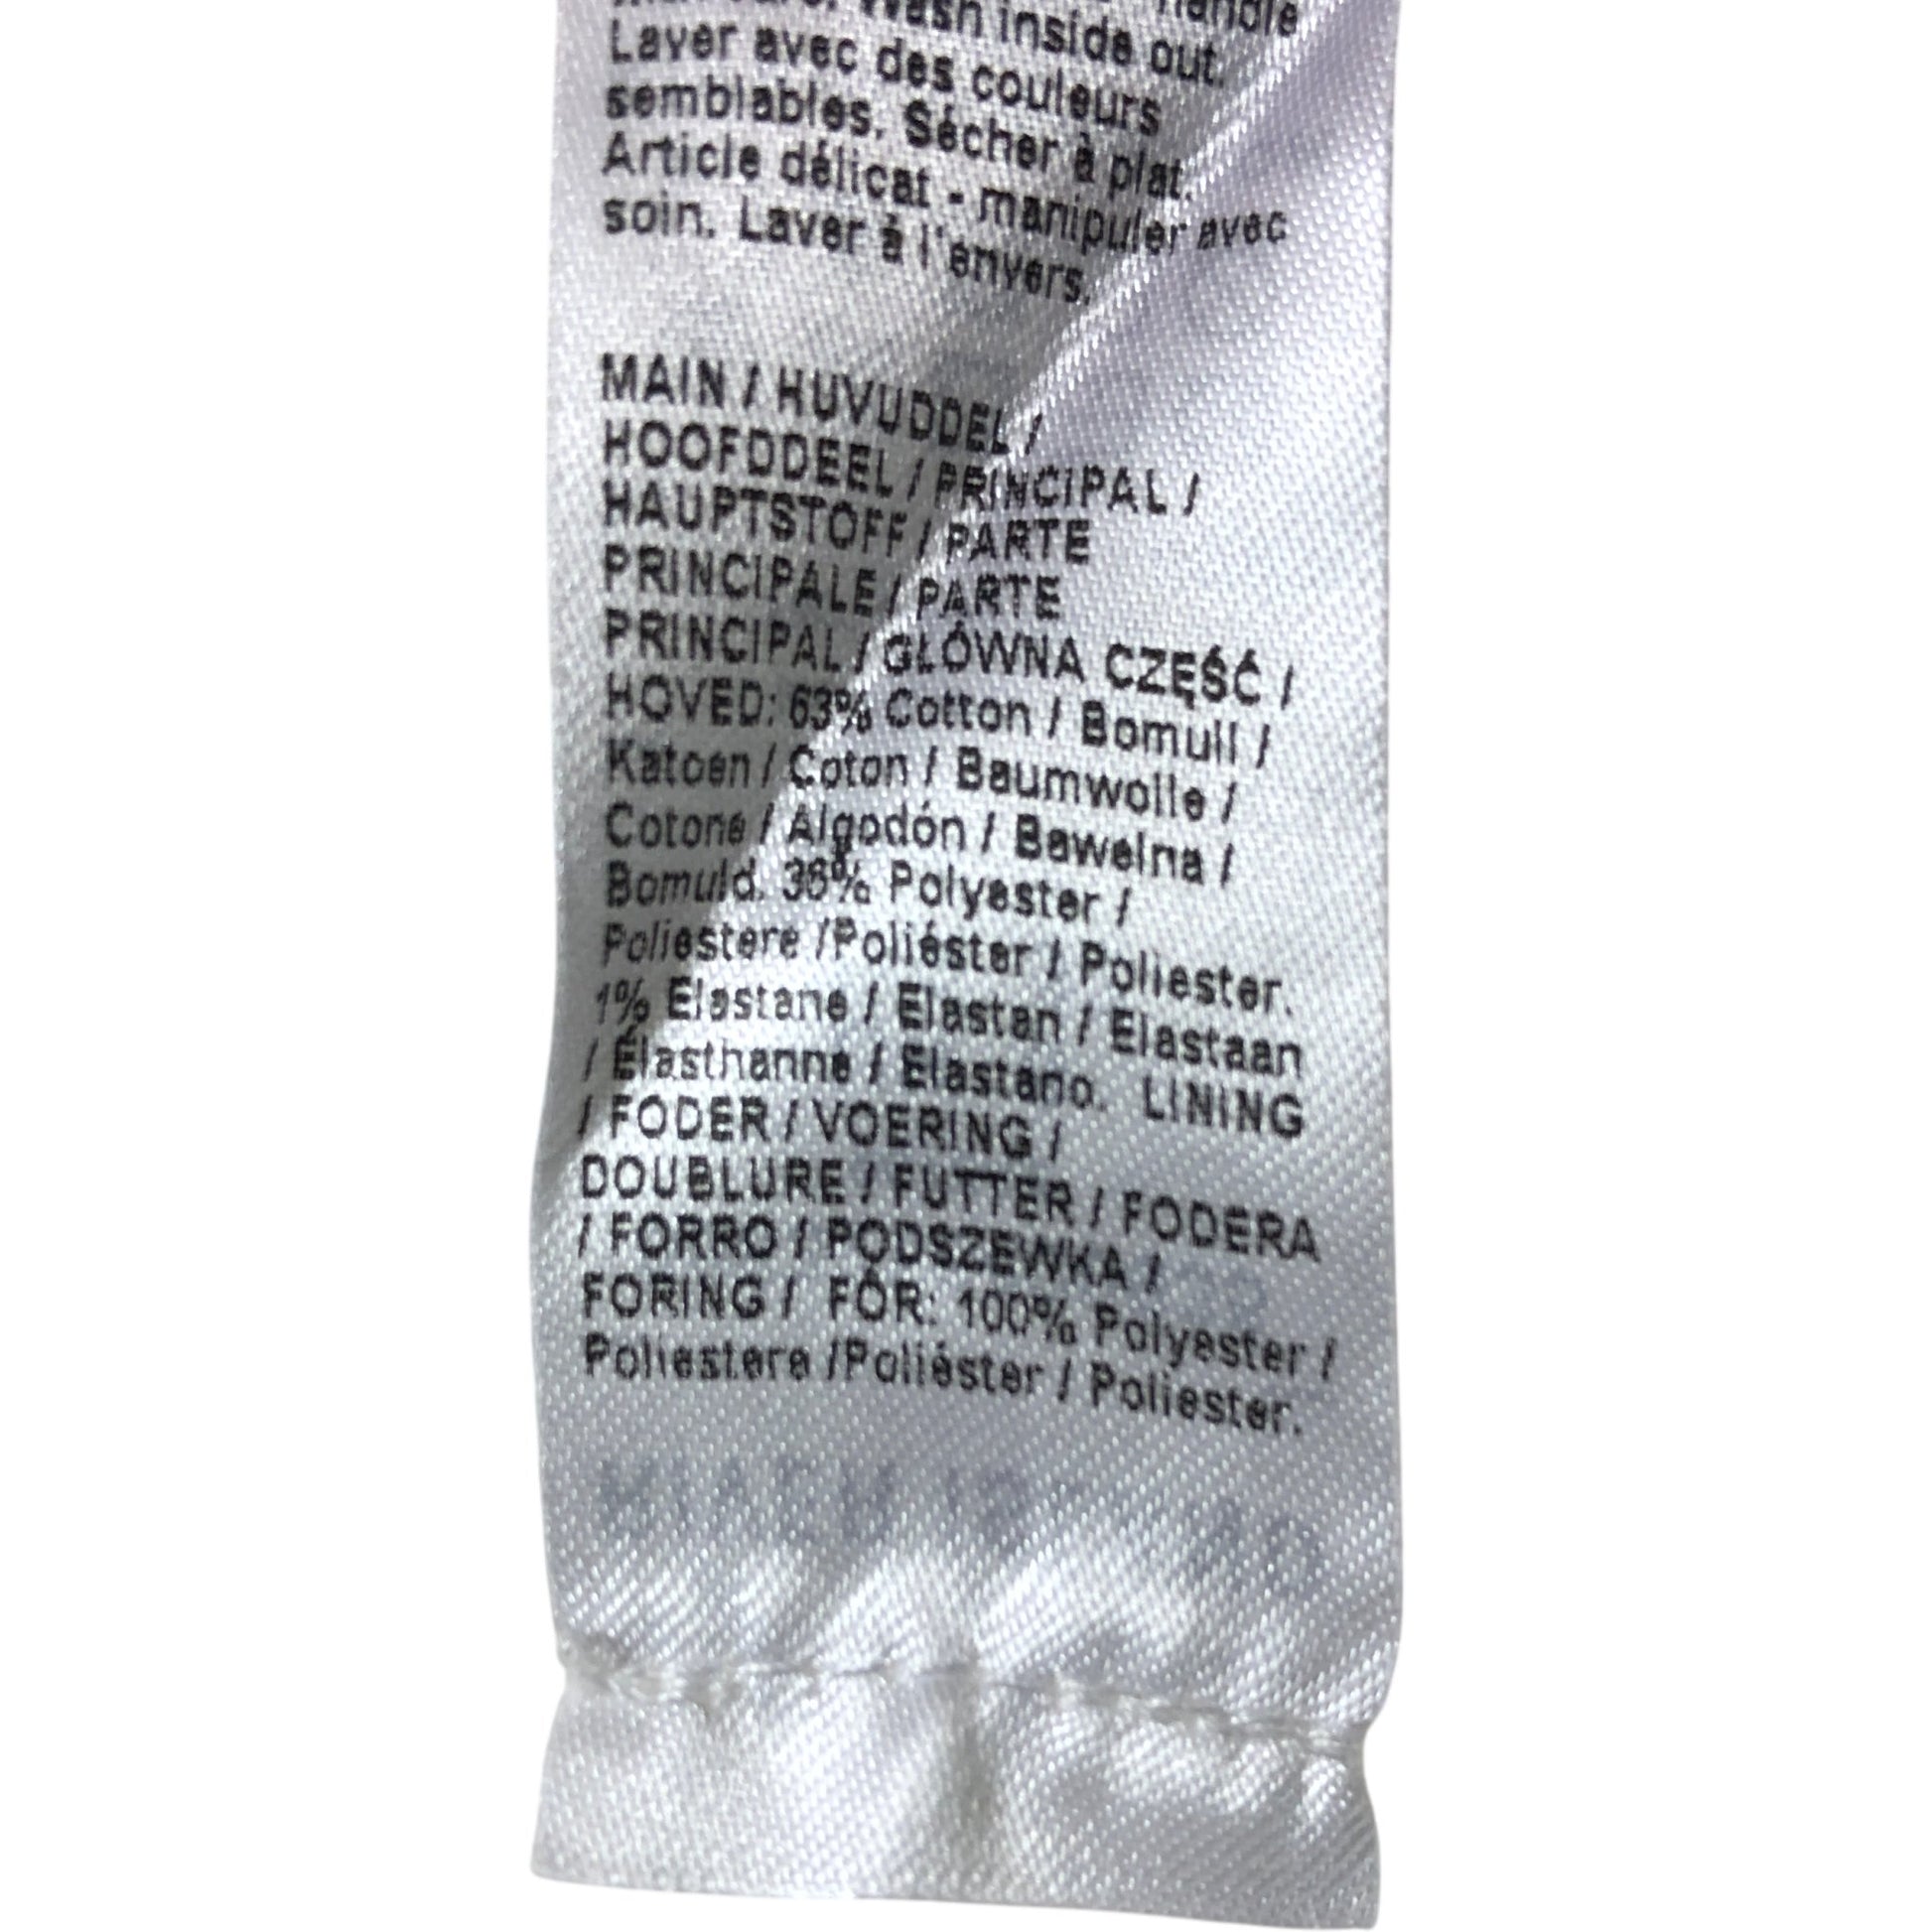 Wash inside out.
Laver avec des couleurs
semblables. Sécher à plat.
Article délicat - manipuler avec
soin. Laver à l'envers.
MAIN / HUVUDDEL /
HOOFDDEEL / PRINCIPAL /
HAUPTSTOFF / PARTE
PRINCIPALE / PARTE
PRINCIPAL / GŁÓWNA CZĘŚĆ /
HOVED: 63% Cotton / Bomull /
Katoen / Coton / Baumwolle /
Cotone / Algodón / Bawelna /
Bomuld. 36% Polyester /
Poliestere /Poliéster / Poliester.
1% Elastane / Elastan / Elastaan
/ Élasthanne / Elastano. LINING
/ FODER / VOERING /
DOUBLURE / FUTTER / FODERA
/ FORRO / PODSZEWKA /
FORING / FÔR: 100% Polyester /
Poliestere /Poliéster / Poliester.